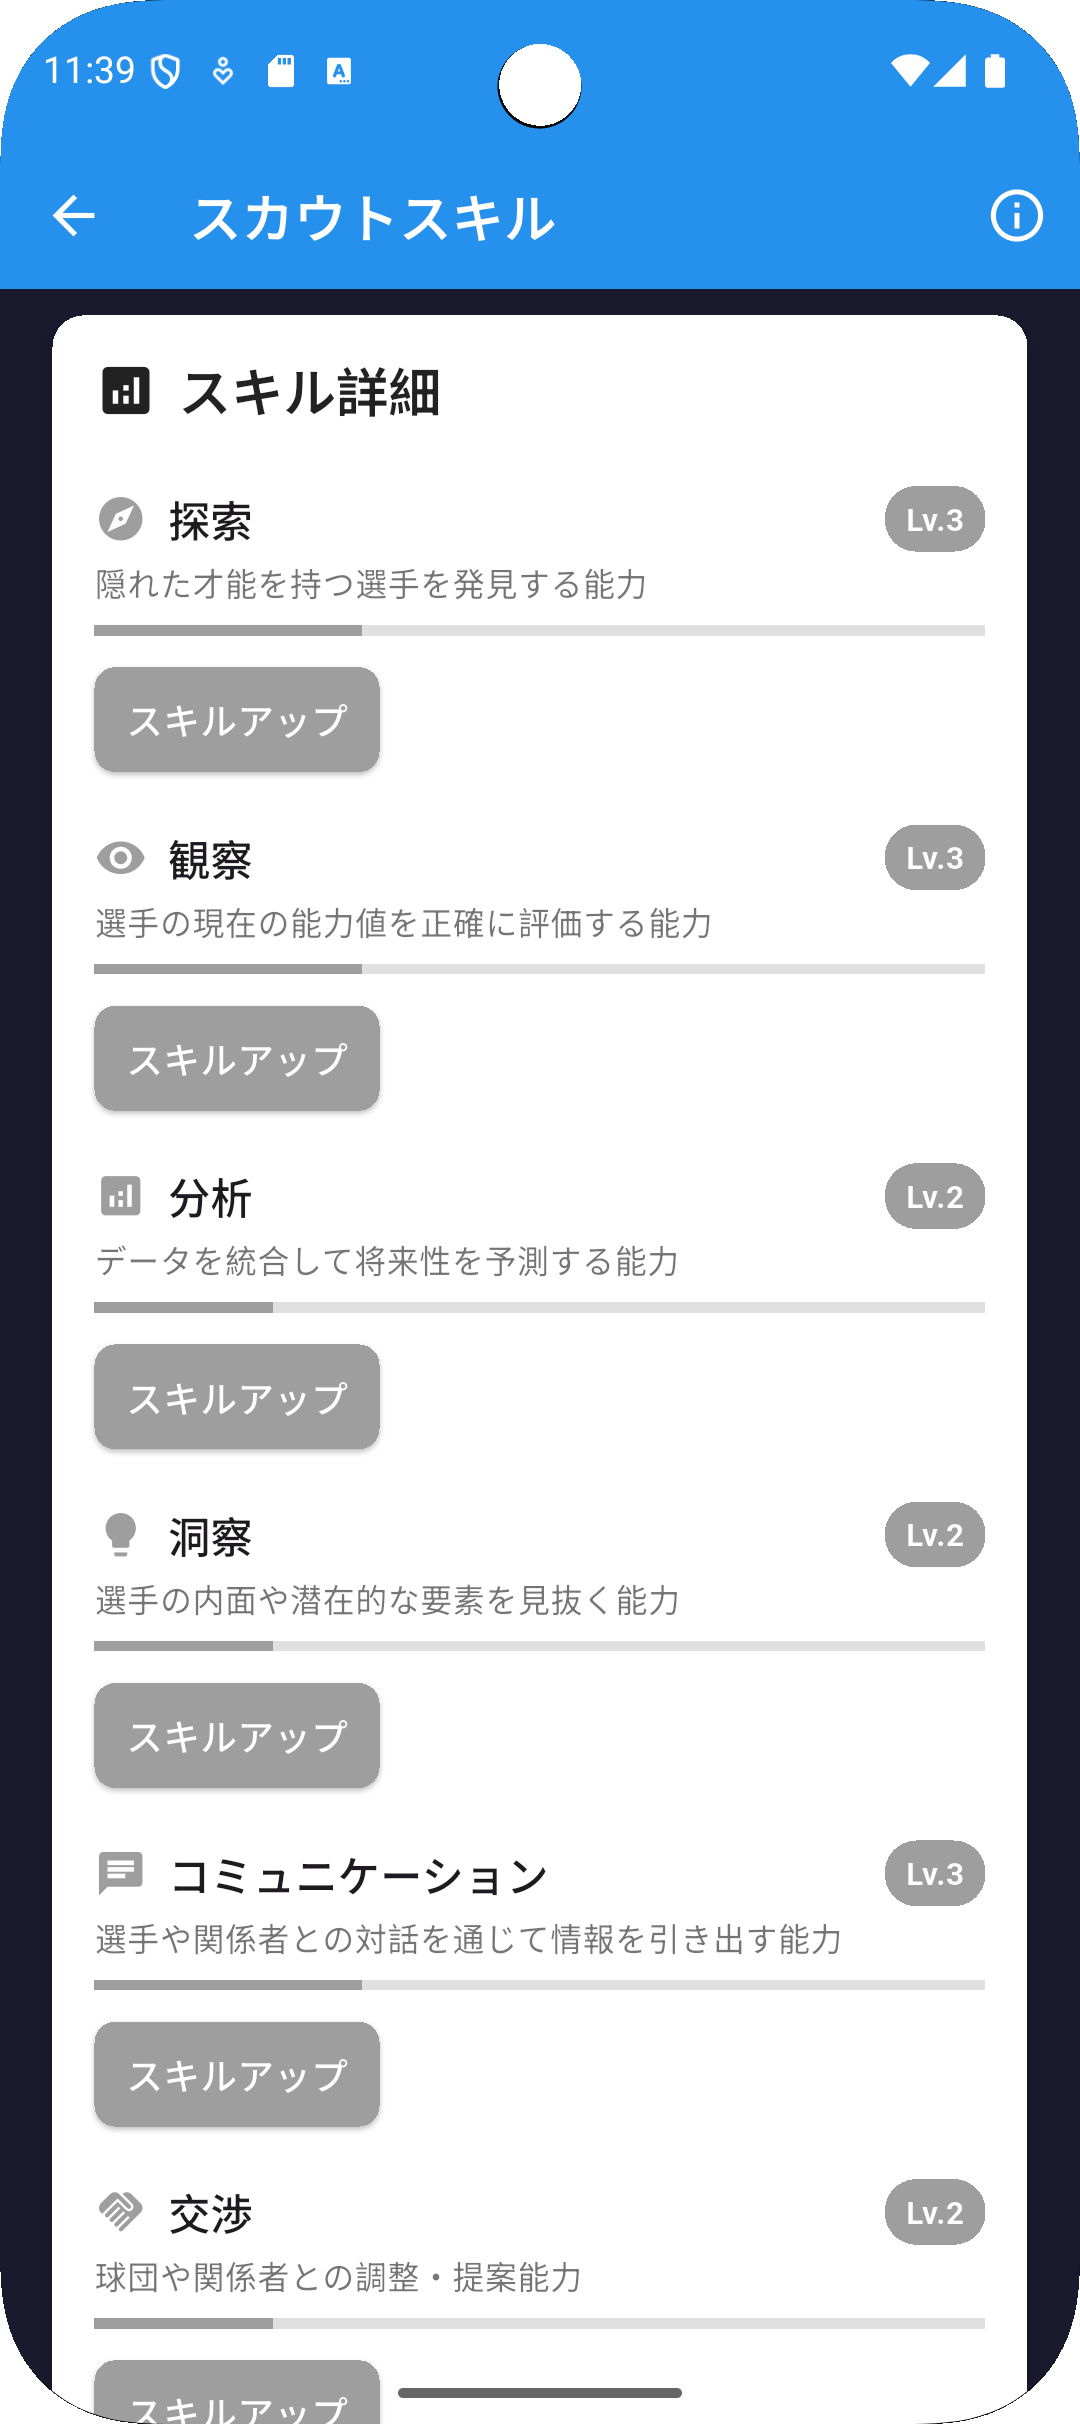 11:39
スカウトスキル
スキル詳細
探索
Lv.3
隠れた才能を持つ選手を発見する能力
スキルアップ
観察
Lv.3
選手の現在の能力値を正確に評価する能力
スキルアップ
分析
Lv.2
データを統合して将来性を予測する能力
スキルアップ
洞察
Lv.2
選手の内面や潜在的な要素を見抜く能力
スキルアップ
コミュニケーション
Lv.3
選手や関係者との対話を通じて情報を引き出す能力
スキルアップ
交渉
Lv.2
球団や関係者との調整・提案能力
スキルアップ